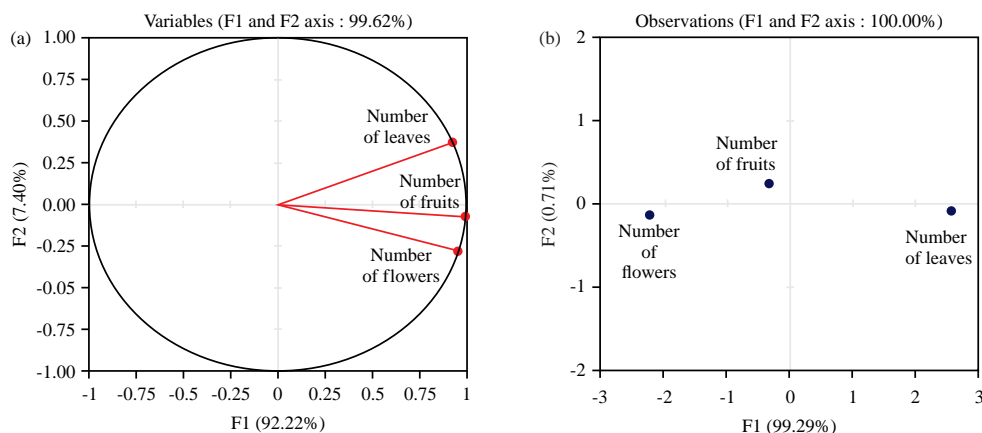 (a)
Variables (F1 and F2 axis : 99.62%)
1.00
0.75
0.50
0.25
0.00
-0.25
-0.50
-0.75
-1.00
F2 (7.40%)
Number
of leaves
Number
of fruits
Number
of flowers
-1 -0.75 -0.5 -0.25 0 0.25 0.5 0.75 1
F1 (92.22%)
(b)
Observations (F1 and F2 axis : 100.00%)
2
1
0
-1
-2
F2 (0.71%)
Number
of fruits
Number
of
flowers
Number
of leaves
-3 -2 -1 0 1 2 3
F1 (99.29%)